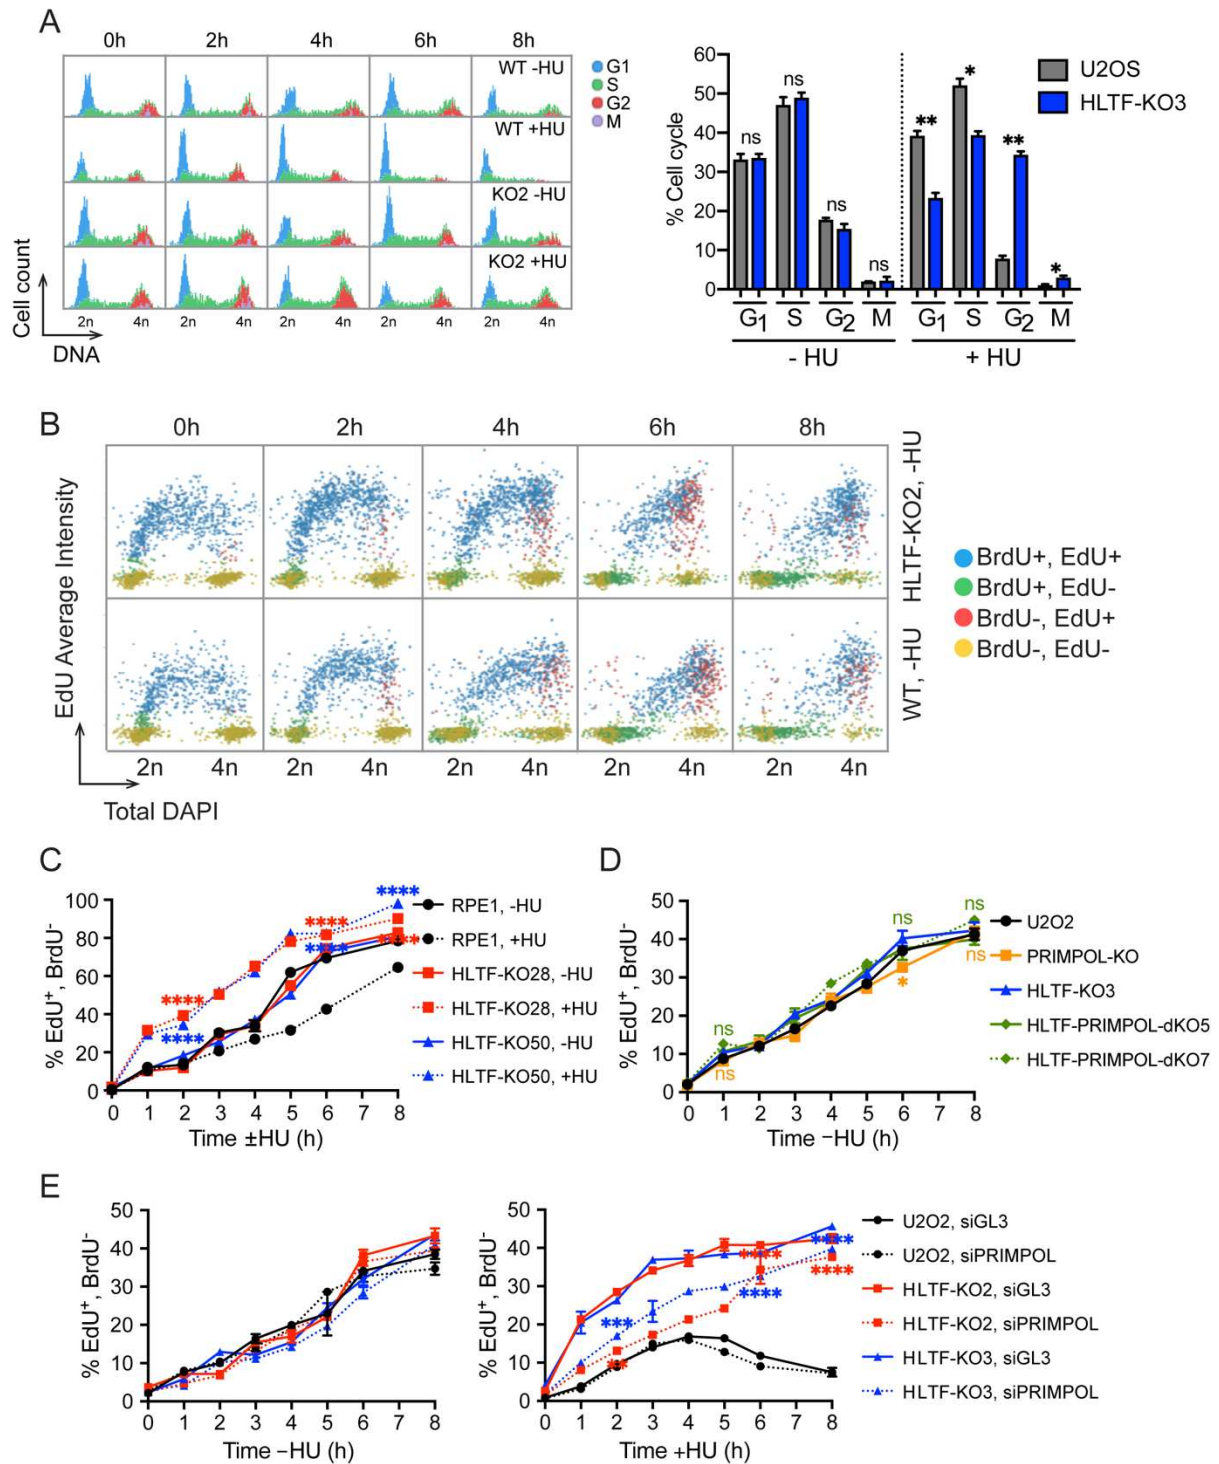 A
0h 2h 4h 6h 8h
WT -HU
WT +HU
KO2 -HU
KO2 +HU
G1
S
G2
M
Cell count
2n 4n 2n 4n 2n 4n 2n 4n 2n 4n
DNA
% Cell cycle
60
50
40
30
20
10
0
ns ns ns ns ** * ** *
U2OS
HLTF-KO3
G1 S G2 M G1 S G2 M
- HU + HU
B
0h 2h 4h 6h 8h
EdU Average Intensity
HLTF-KO2, -HU
WT, -HU
BrdU+, EdU+
BrdU+, EdU-
BrdU-, EdU+
BrdU-, EdU-
2n 4n 2n 4n 2n 4n 2n 4n 2n 4n
Total DAPI
C
% EdU+, BrdU-
100
80
60
40
20
0
**** **** **** **** **** ****
0 1 2 3 4 5 6 7 8
Time ±HU (h)
RPE1, -HU
RPE1, +HU
HLTF-KO28, -HU
HLTF-KO28, +HU
HLTF-KO50, -HU
HLTF-KO50, +HU
D
% EdU+, BrdU-
50
40
30
20
10
0
ns ns ns ns * ns
0 1 2 3 4 5 6 7 8
Time −HU (h)
U2O2
PRIMPOL-KO
HLTF-KO3
HLTF-PRIMPOL-dKO5
HLTF-PRIMPOL-dKO7
E
% EdU+, BrdU-
50
40
30
20
10
0
0 1 2 3 4 5 6 7 8
Time −HU (h)
% EdU+, BrdU-
50
40
30
20
10
0
*** ** **** **** **** ****
0 1 2 3 4 5 6 7 8
Time +HU (h)
U2O2, siGL3
U2O2, siPRIMPOL
HLTF-KO2, siGL3
HLTF-KO2, siPRIMPOL
HLTF-KO3, siGL3
HLTF-KO3, siPRIMPOL